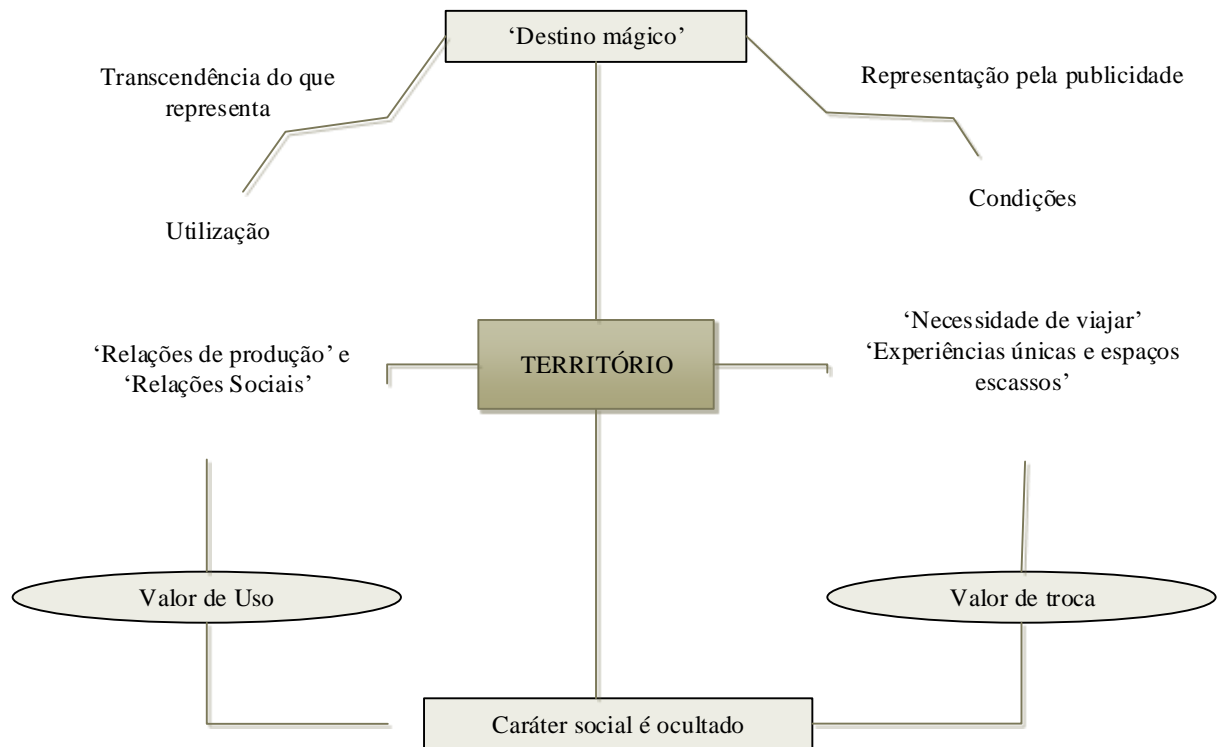 ‘Destino mágico’
Transcendência do que
representa
Representação pela publicidade
Utilização
Condições
‘Relações de produção’ e
‘Relações Sociais’
TERRITÓRIO
‘Necessidade de viajar’
‘Experiências únicas e espaços
escassos’
Valor de Uso
Valor de troca
Caráter social é ocultado